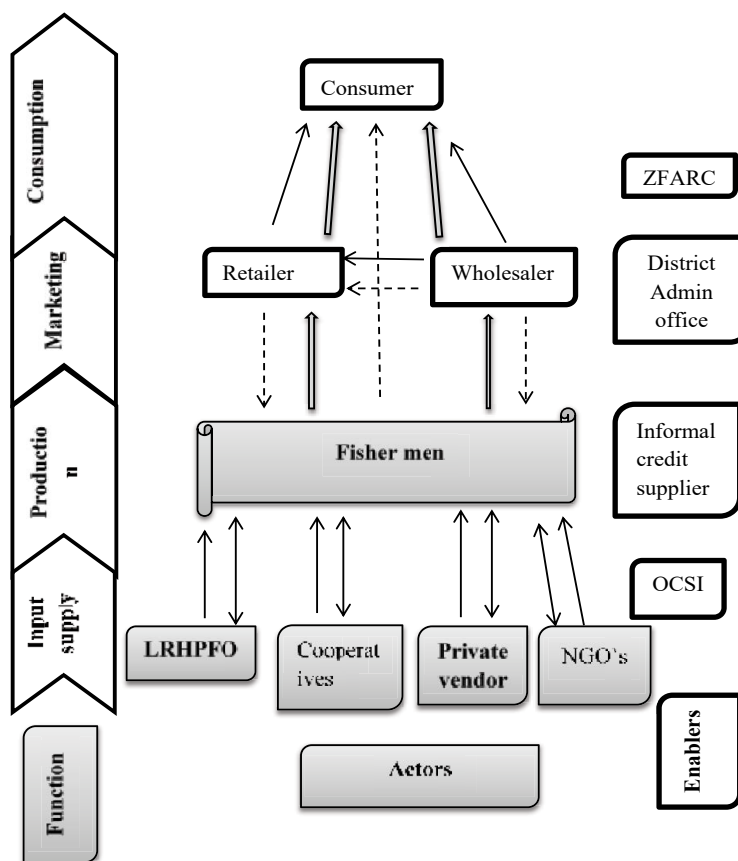 Consumption
Consumer
ZFARC
Marketing
Retailer
Wholesaler
District
Admin
office
Productio
n
Fisher men
Informal
credit
supplier
Input
supply
OCSI
LRHPFO
Cooperat
ives
Private
vendor
NGO`s
Function
Actors
Enablers